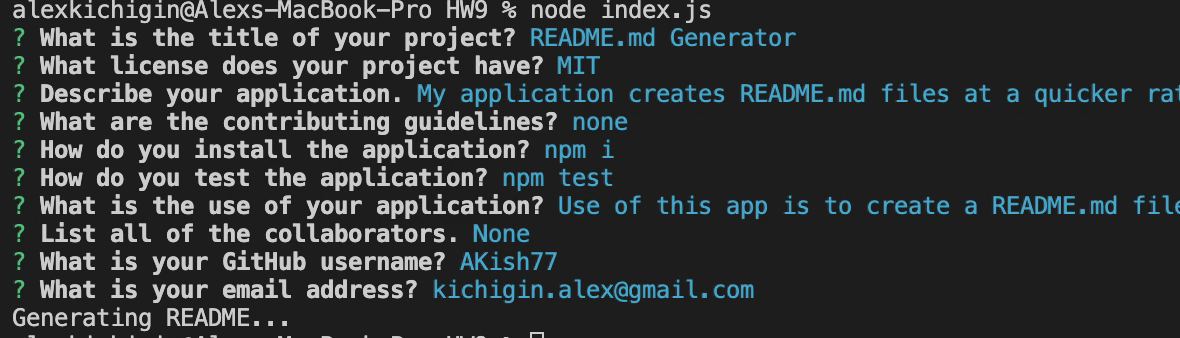 alexkichigin@Alexs-MacBook-Pro HW9 % node index.js
? What is the title of your project? README.md Generator
? What license does your project have? MIT
? Describe your application. My application creates README.md files at a quicker
? What are the contributing guidelines? none
? How do you install the application? npm i
? How do you test the application? npm test
? What is the use of your application? Use of this app is to create a README.md
? List all of the collaborators. None
? What is your GitHub username? AKish77
? What is your email address? kichigin.alex@gmail.com
Generating README...